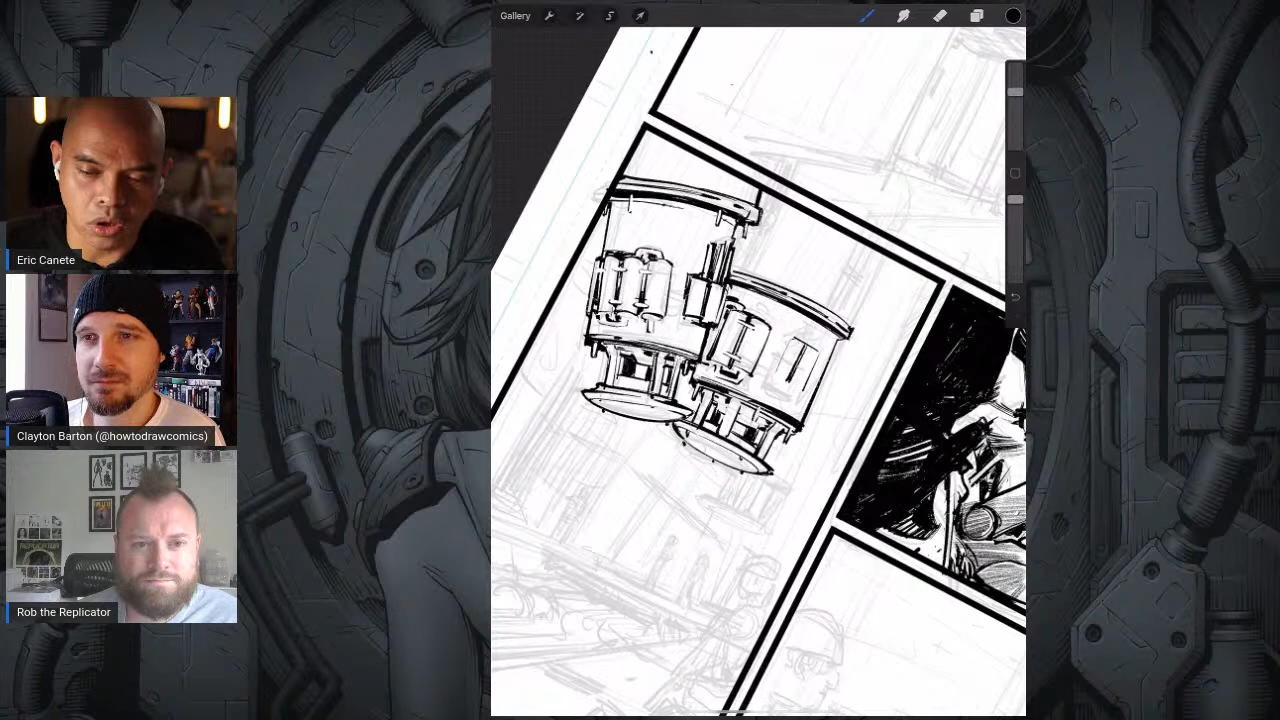 Gallery
Eric Canete
Clayton Barton (@howtodrawcomics)
Rob the Replicator